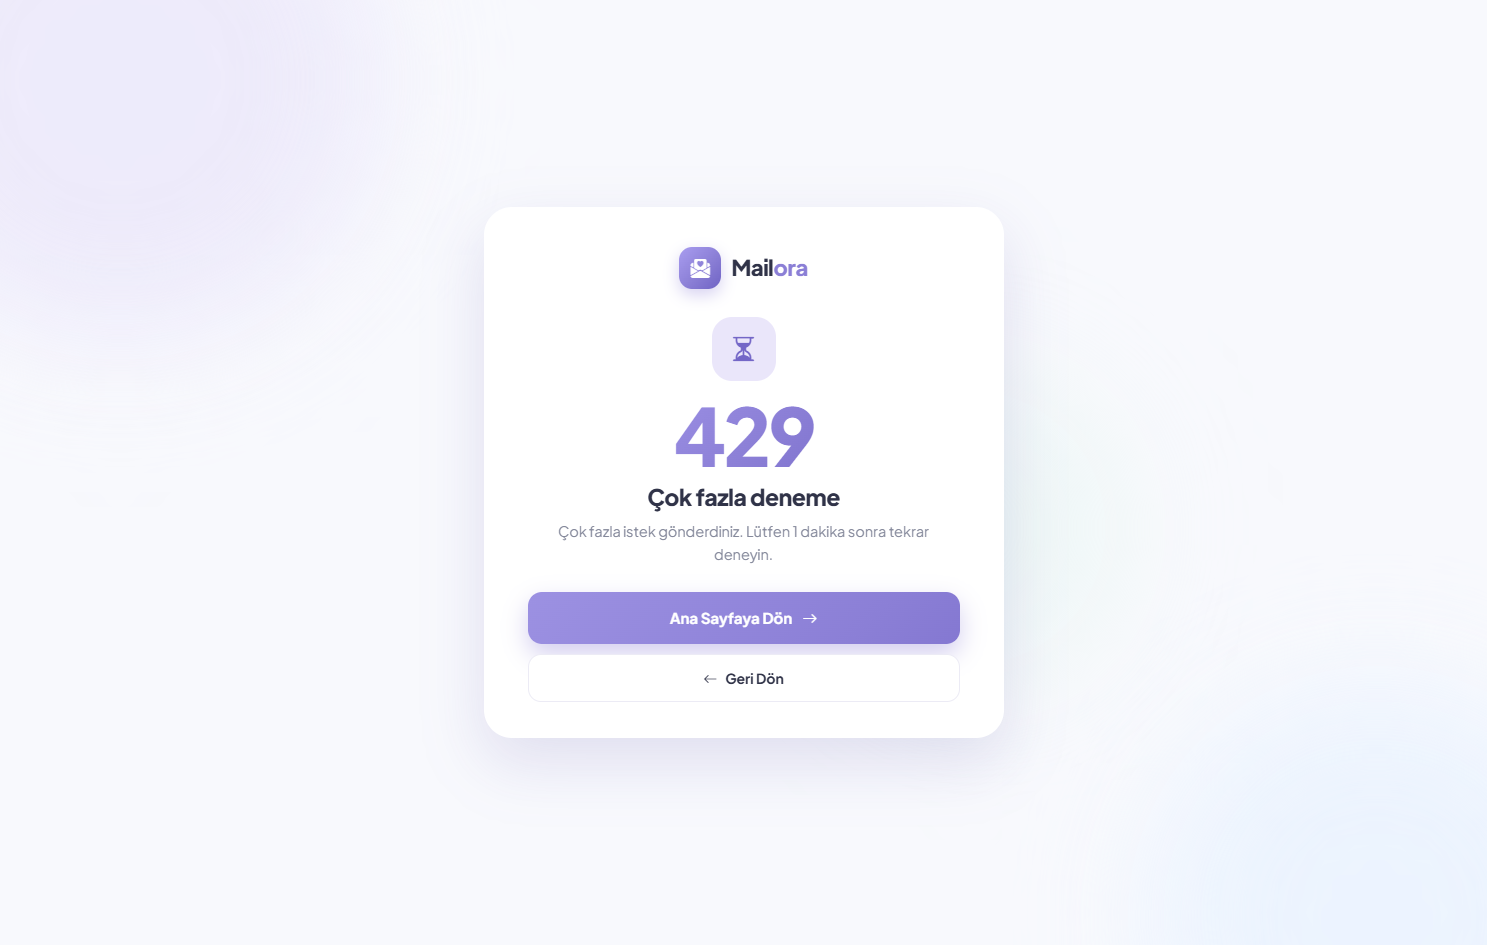 Mailora
429
Çok fazla deneme
Çok fazla istek gönderdiniz. Lütfen 1 dakika sonra tekrar
deneyin.
Ana Sayfaya Dön →
← Geri Dön